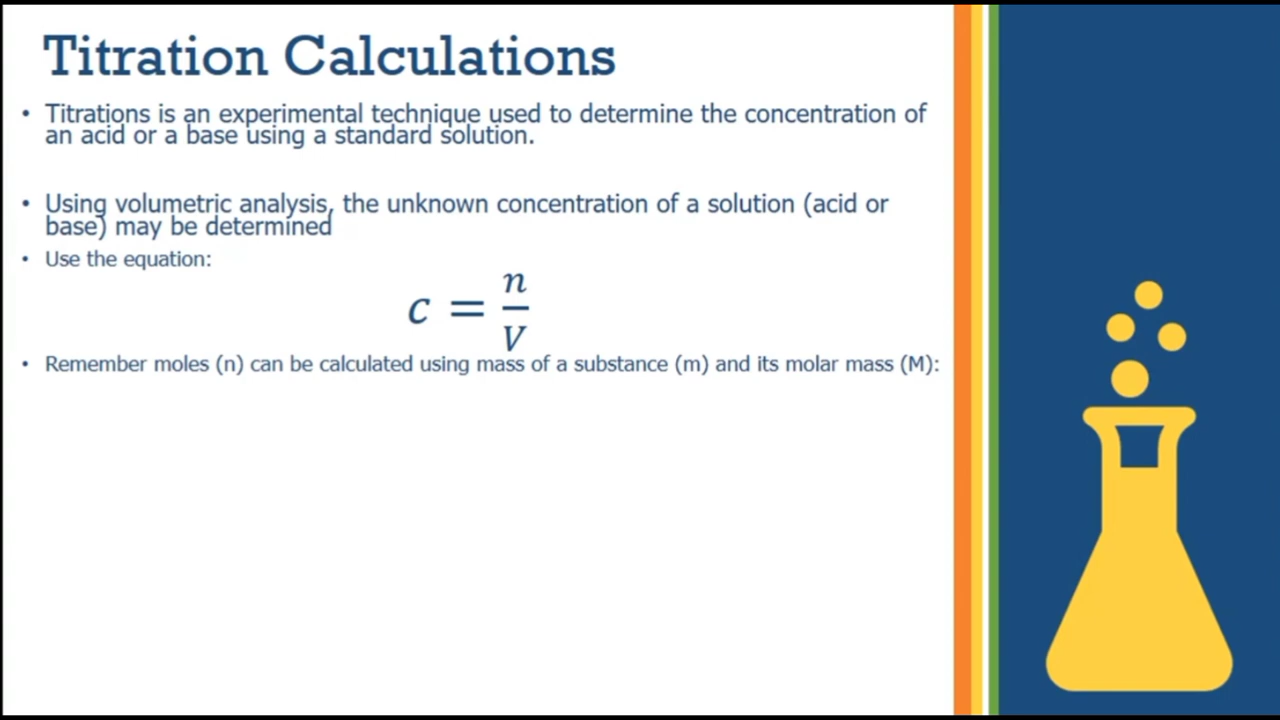 Titration Calculations
• Titrations is an experimental technique used to determine the concentration of
an acid or a base using a standard solution.
• Using volumetric analysis, the unknown concentration of a solution (acid or
base) may be determined
• Use the equation:
c = n/V
• Remember moles (n) can be calculated using mass of a substance (m) and its molar mass (M):